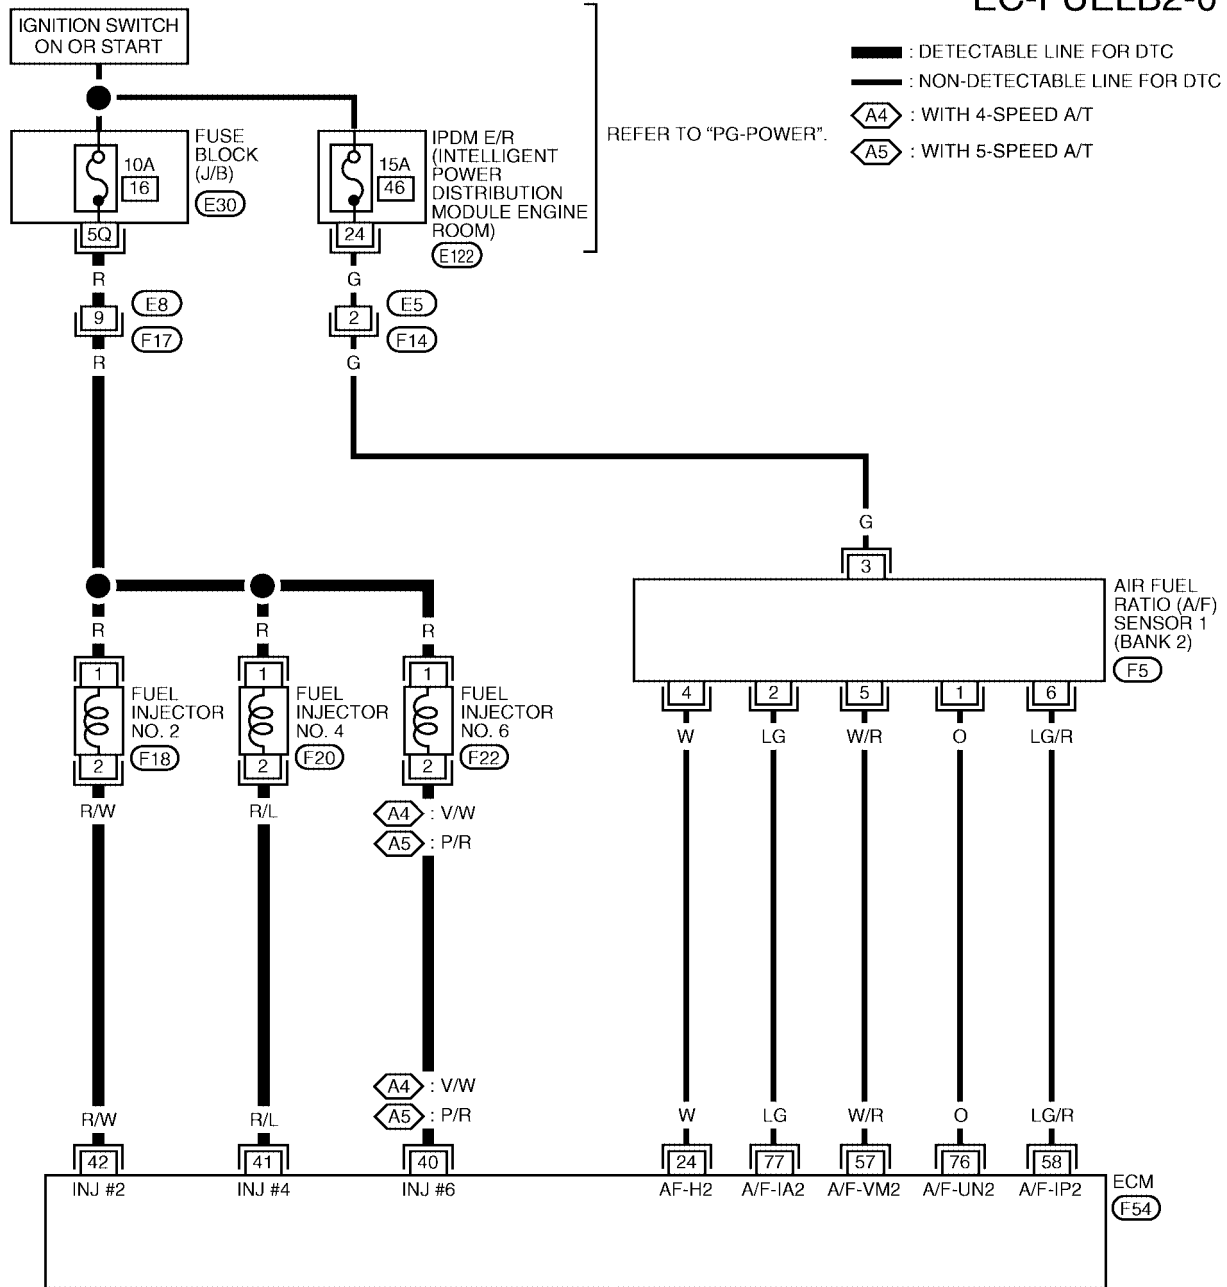 IGNITION SWITCH
ON OR START
: DETECTABLE LINE FOR DTC
: NON-DETECTABLE LINE FOR DTC
A4 : WITH 4-SPEED A/T
A5 : WITH 5-SPEED A/T
REFER TO "PG-POWER".
10A
16
FUSE
BLOCK
(J/B)
E30
15A
46
IPDM E/R
(INTELLIGENT
POWER
DISTRIBUTION
MODULE ENGINE
ROOM)
E122
5Q
24
R
G
9
E8
F17
2
E5
F14
R
G
G
3
AIR FUEL
RATIO (A/F)
SENSOR 1
(BANK 2)
F5
R
R
R
1
1
1
FUEL
INJECTOR
NO. 2
F18
FUEL
INJECTOR
NO. 4
F20
FUEL
INJECTOR
NO. 6
F22
2
2
2
4
2
5
1
6
W
LG
W/R
O
LG/R
R/W
R/L
A4 : V/W
A5 : P/R
A4 : V/W
A5 : P/R
R/W
R/L
W
LG
W/R
O
LG/R
42
41
40
24
77
57
76
58
INJ #2
INJ #4
INJ #6
AF-H2
A/F-IA2
A/F-VM2
A/F-UN2
A/F-IP2
ECM
F54